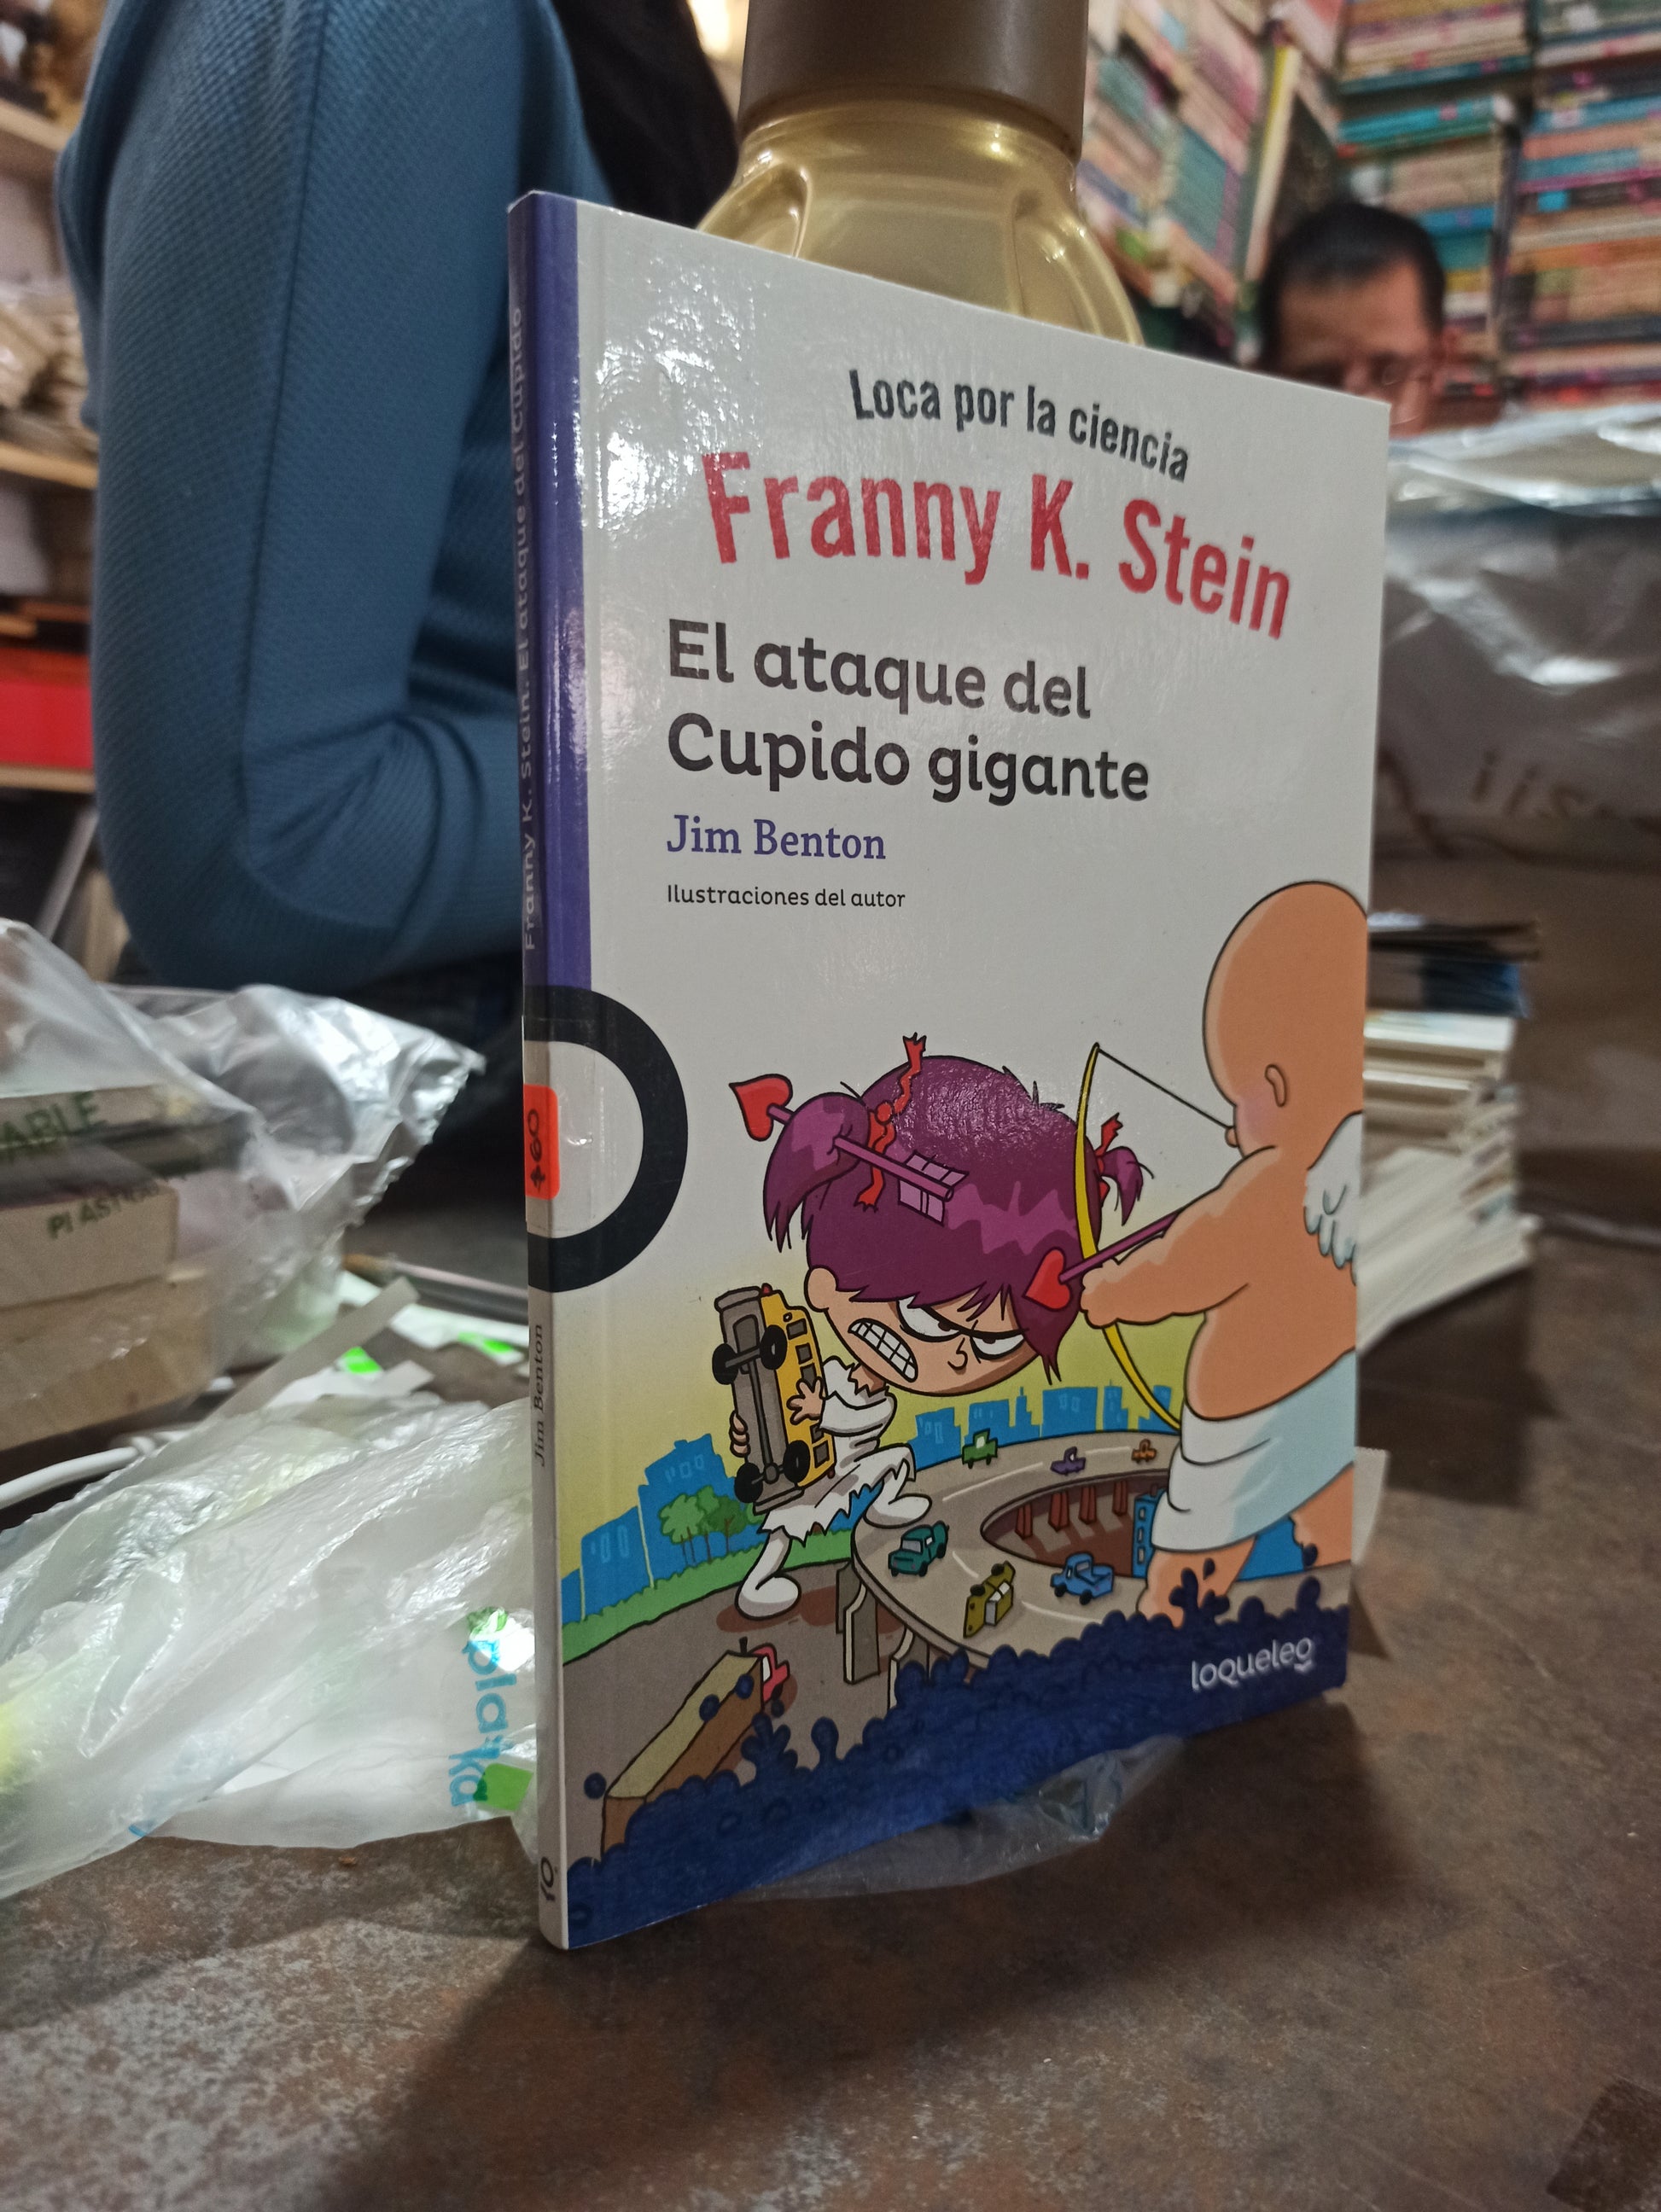 Loca por la ciencia
Franny K. Stein
El ataque del
Cupido gigante
Jim Benton
Ilustraciones del autor
loqueleo
Franny K. Stein. El ataque del Cupido
$60
Jim Benton